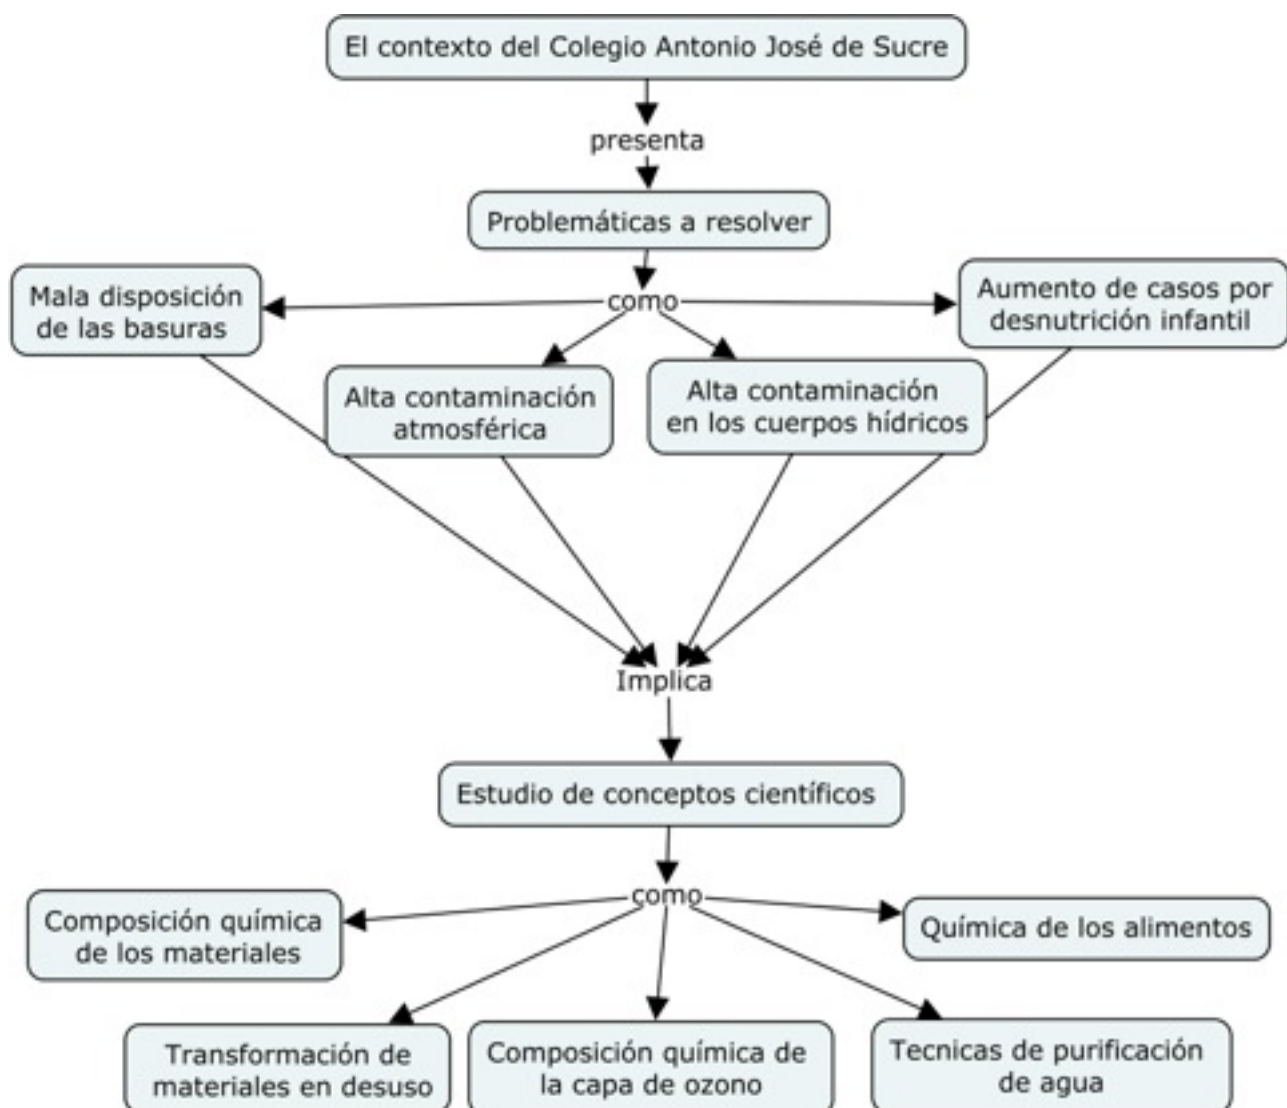 El contexto del Colegio Antonio José de Sucre
presenta
Problemáticas a resolver
como
Mala disposición
de las basuras
Alta contaminación
atmosférica
Alta contaminación
en los cuerpos hídricos
Aumento de casos por
desnutrición infantil
Implica
Estudio de conceptos científicos
como
Composición química
de los materiales
Transformación de
materiales en desuso
Composición química de
la capa de ozono
Tecnicas de purificación
de agua
Química de los alimentos